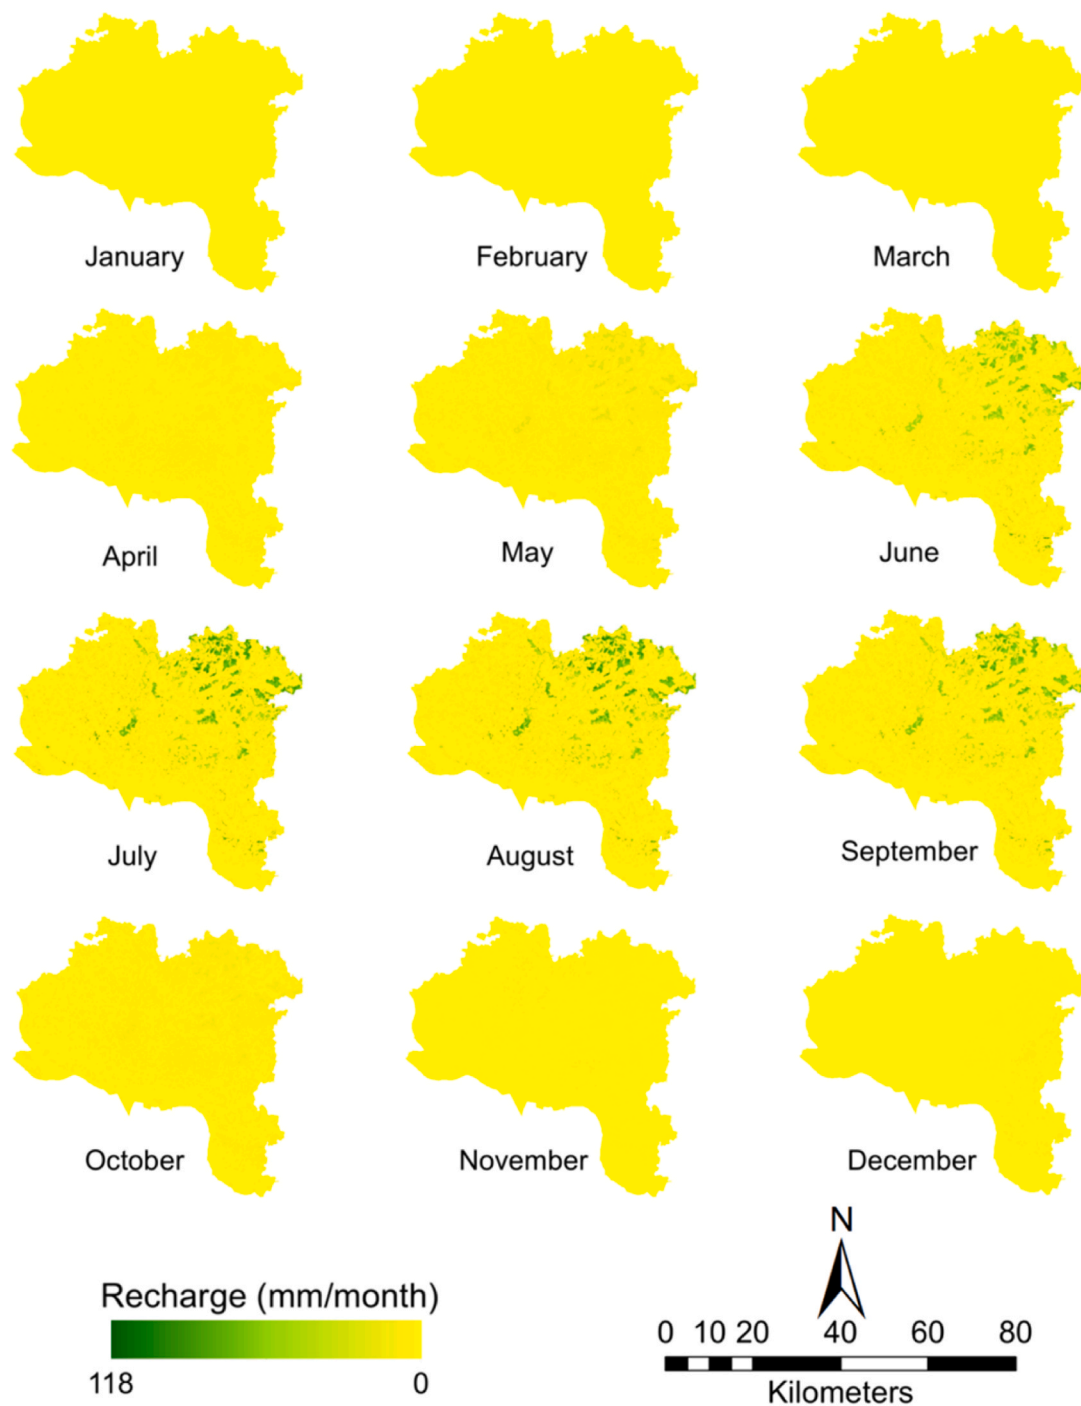 January
February
March
April
May
June
July
August
September
October
November
December
N
Recharge (mm/month)
118 0
0 10 20 40 60 80
Kilometers